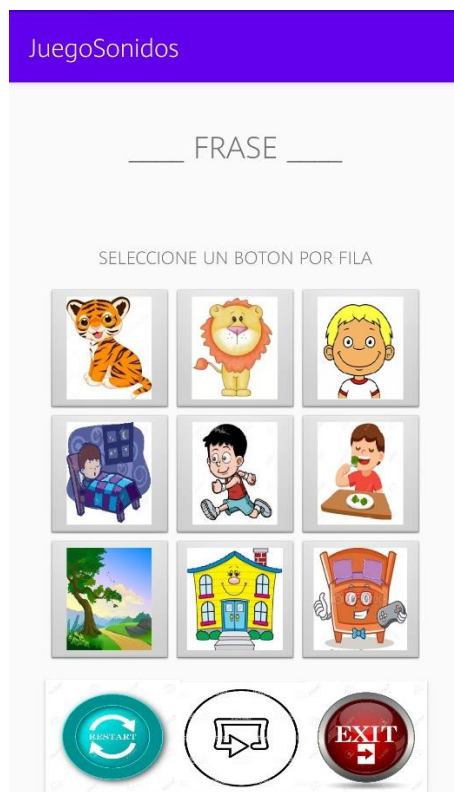 JuegoSonidos
____ FRASE ____
SELECCIONE UN BOTON POR FILA
RESTART
EXIT